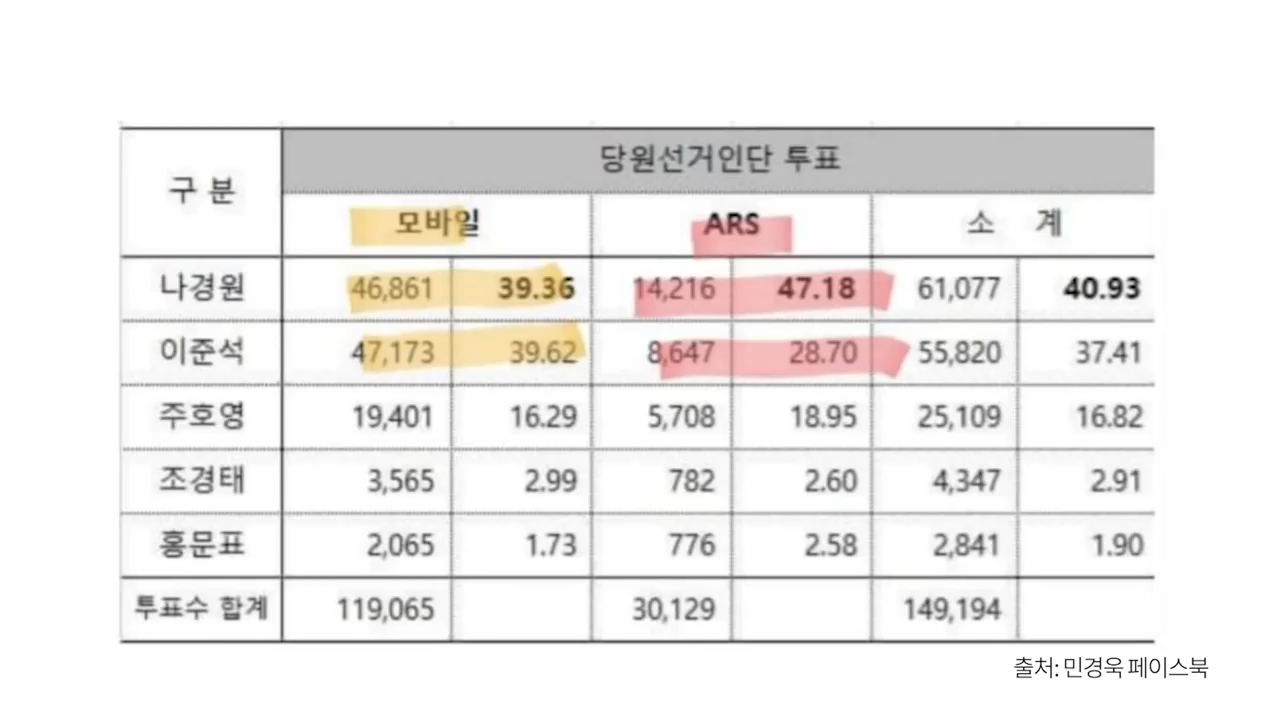 구 분
당원선거인단 투표
모바일 ARS 소 계
나경원 46,861 39.36 14,216 47.18 61,077 40.93
이준석 47,173 39.62 8,647 28.70 55,820 37.41
주호영 19,401 16.29 5,708 18.95 25,109 16.82
조경태 3,565 2.99 782 2.60 4,347 2.91
홍문표 2,065 1.73 776 2.58 2,841 1.90
투표수 합계 119,065 30,129 149,194
출처: 민경욱 페이스북